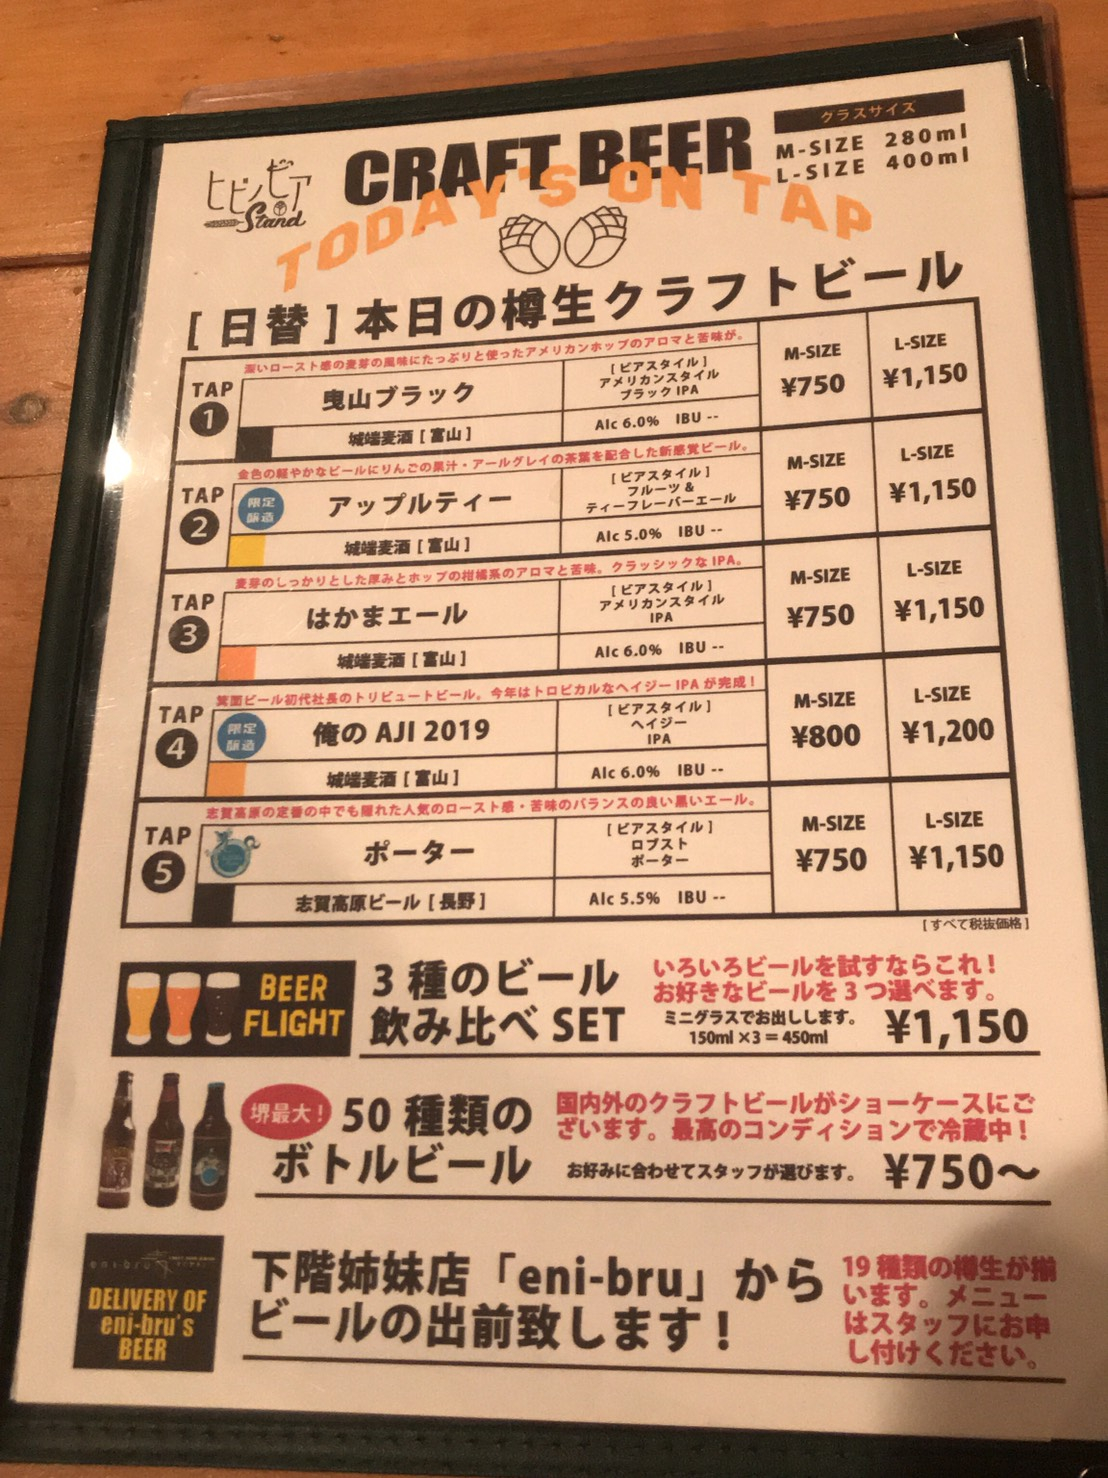 ヒビノビア
Stand
CRAFT BEER
TODAY'S ON TAP
グラスサイズ
M-SIZE 280ml
L-SIZE 400ml
[日替]本日の樽生クラフトビール
TAP
1
深いロースト感の麦芽の風味にたっぷりと使ったアメリカンホップのアロマと苦味が。
曳山ブラック
[ビアスタイル]
アメリカンスタイル
ブラックIPA
城端麦酒[富山]
Alc 6.0% IBU --
M-SIZE
¥750
L-SIZE
¥1,150
TAP
2
金色の軽やかなビールにりんごの果汁・アールグレイの茶葉を配合した新感覚ビール。
限定
醸造
アップルティー
[ビアスタイル]
フルーツ&
ティーフレーバーエール
城端麦酒[富山]
Alc 5.0% IBU --
M-SIZE
¥750
L-SIZE
¥1,150
TAP
3
麦芽のしっかりとした厚みとホップの柑橘系のアロマと苦味。クラッシックなIPA。
はかまエール
[ビアスタイル]
アメリカンスタイル
IPA
城端麦酒[富山]
Alc 6.0% IBU --
M-SIZE
¥750
L-SIZE
¥1,150
TAP
4
箕面ビール初代社長のトリビュートビール。今年はトロピカルなヘイジーIPAが完成!
限定
醸造
俺のAJI 2019
[ビアスタイル]
ヘイジー
IPA
城端麦酒[富山]
Alc 6.0% IBU --
M-SIZE
¥800
L-SIZE
¥1,200
TAP
5
志賀高原の定番の中でも隠れた人気のロースト感・苦味のバランスの良い黒いエール。
ポーター
[ビアスタイル]
ロブスト
ポーター
志賀高原ビール[長野]
Alc 5.5% IBU --
M-SIZE
¥750
L-SIZE
¥1,150
[すべて税抜価格]
BEER
FLIGHT
3種のビール
飲み比べSET
いろいろビールを試すならこれ!
お好きなビールを3つ選べます。
ミニグラスでお出しします。
150ml×3=450ml
¥1,150
堺最大!
50種類の
ボトルビール
国内外のクラフトビールがショーケースにご
ざいます。最高のコンディションで冷蔵中!
お好みに合わせてスタッフが選びます。
¥750〜
eni-bru
DELIVERY OF
eni-bru's
BEER
下階姉妹店「eni-bru」から
ビールの出前致します!
19種類の樽生が揃
います。メニュー
はスタッフにお申
し付けください。